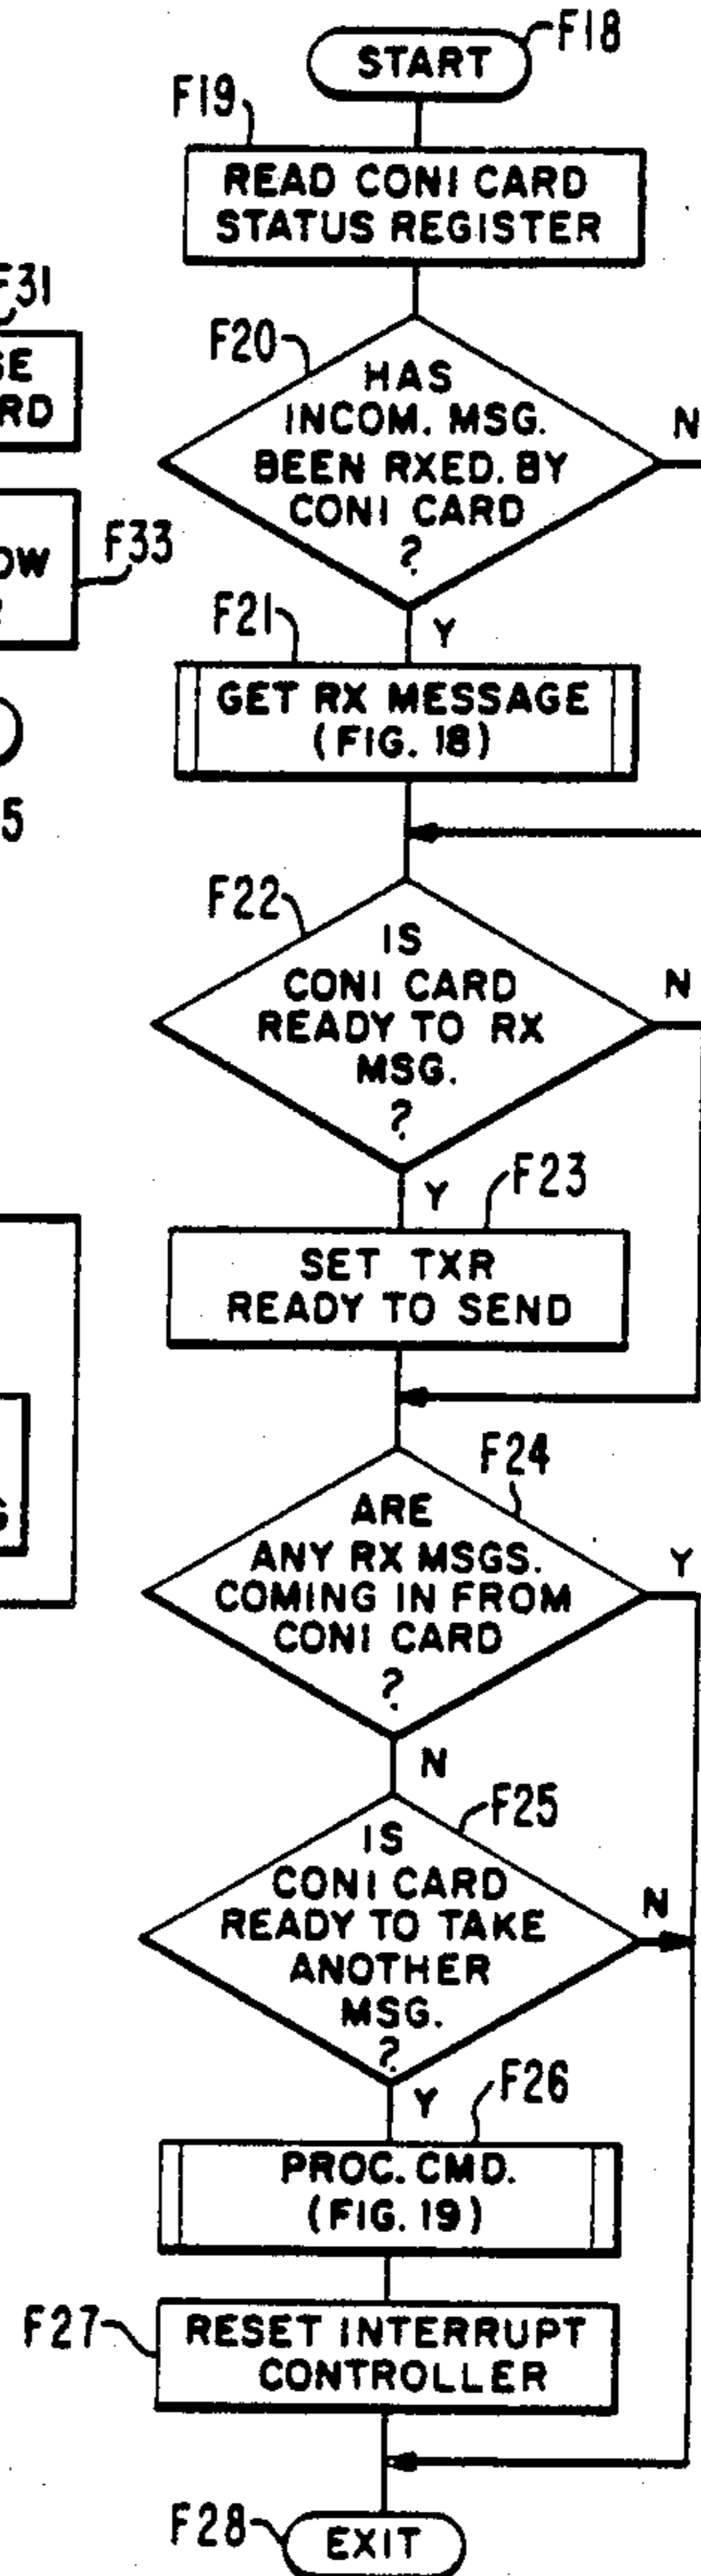 F18
START
F19
READ CONI CARD
STATUS REGISTER
F31
RD
F20
HAS
INCOM. MSG.
BEEN RXED. BY
CONI CARD
?
N
F33
OW
F21
Y
GET RX MESSAGE
(FIG. 18)
5
F22
IS
CONI CARD
READY TO RX
MSG.
?
N
Y
F23
SET TXR
READY TO SEND
F24
ARE
ANY RX MSGS.
COMING IN FROM
CONI CARD
?
Y
N
F25
IS
CONI CARD
READY TO TAKE
ANOTHER
MSG.
?
N
Y
F26
PROC. CMD.
(FIG. 19)
F27
RESET INTERRUPT
CONTROLLER
F28
EXIT